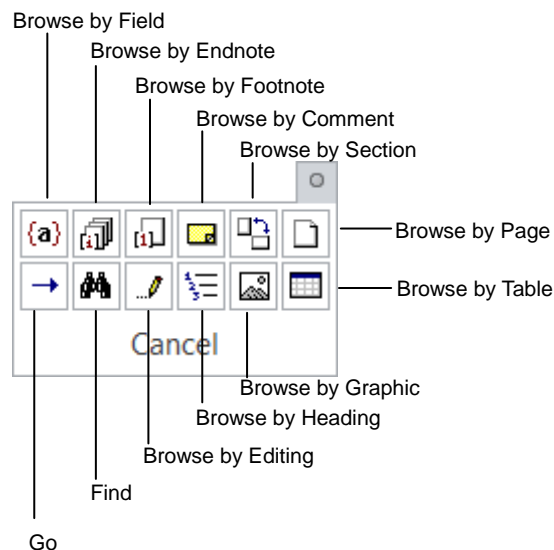 Browse by Field
Browse by Endnote
Browse by Footnote
Browse by Comment
Browse by Section
{a} [i] [1]
Browse by Page
Browse by Table
Cancel
Browse by Graphic
Browse by Heading
Browse by Editing
Find
Go